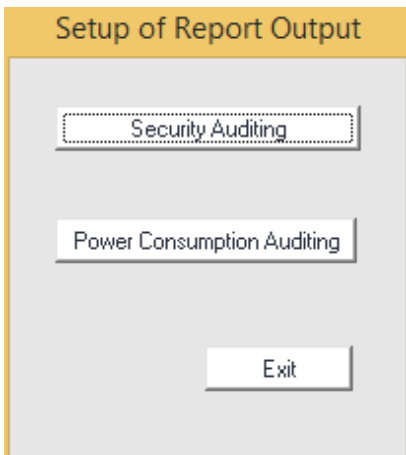 Setup of Report Output
Security Auditing
Power Consumption Auditing
Exit